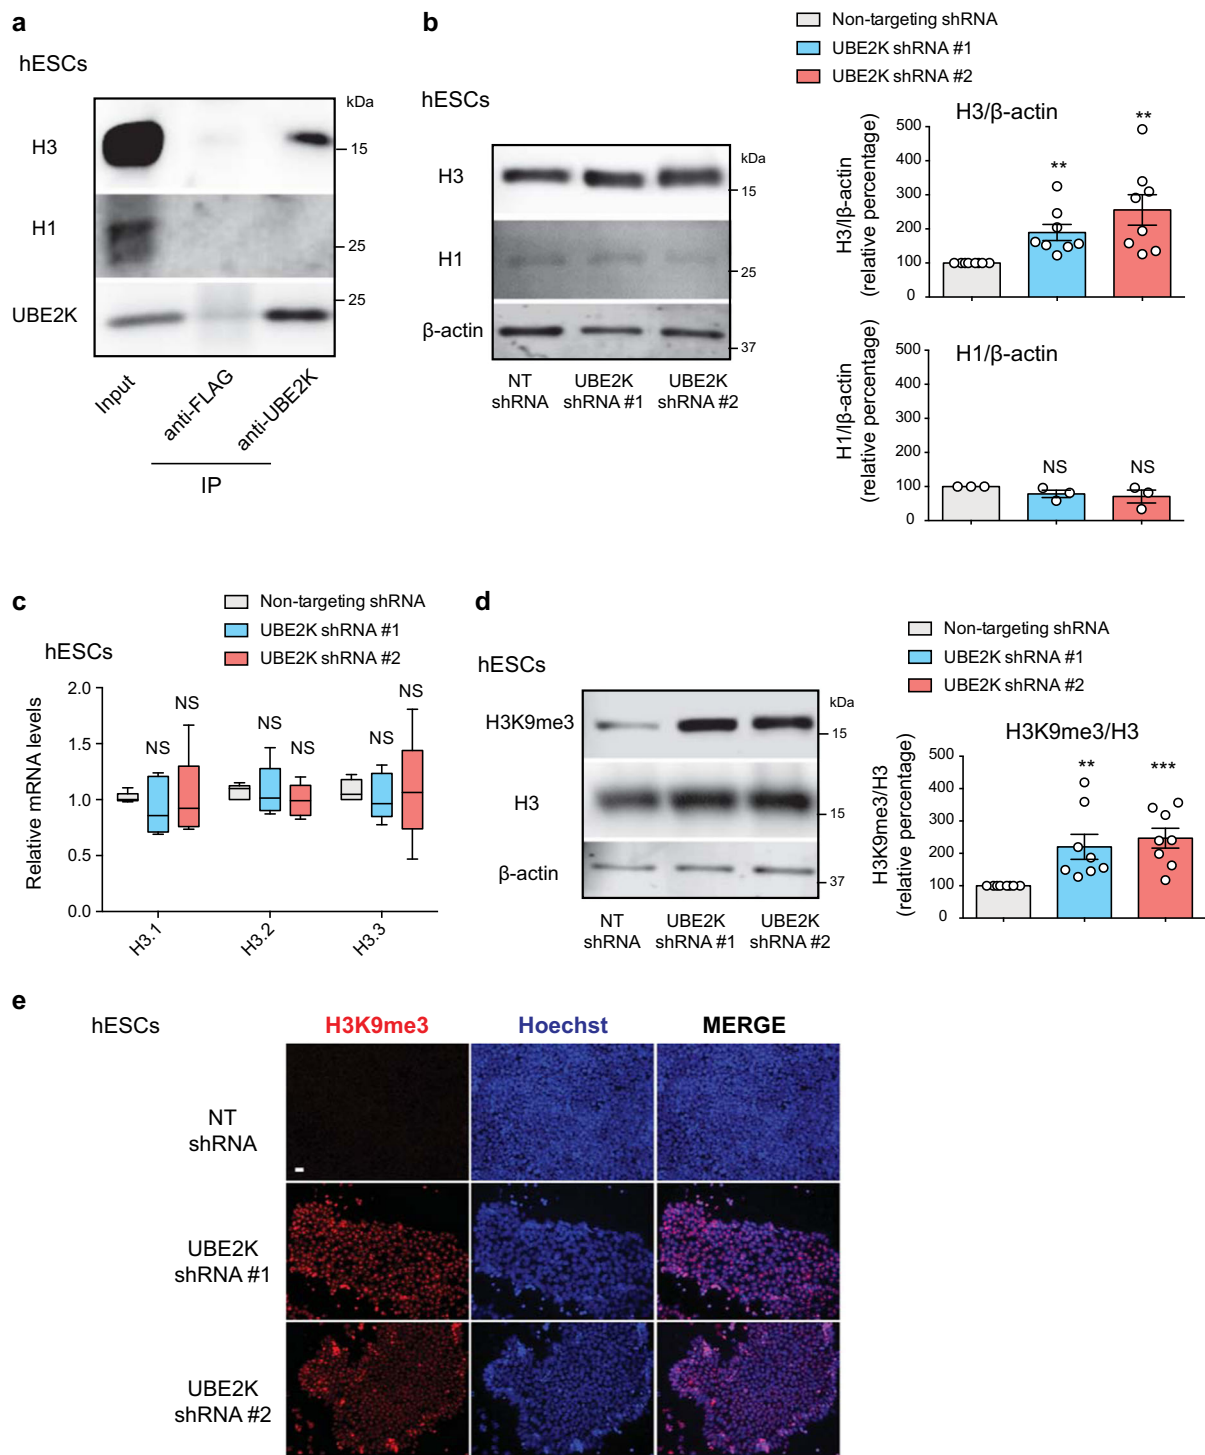 a
hESCs
kDa
H3
15
H1
25
25
UBE2K
Input
anti-FLAG
anti-UBE2K
IP
b
Non-targeting shRNA
UBE2K shRNA #1
UBE2K shRNA #2
hESCs
kDa
H3
15
H1
25
β-actin
37
NT
shRNA
UBE2K
shRNA #1
UBE2K
shRNA #2
H3/β-actin
H3/lβ-actin
(relative percentage)
500
400
300
200
100
0
**
**
H1/β-actin
H1/lβ-actin
(relative percentage)
500
400
300
200
100
0
NS
NS
c
Non-targeting shRNA
UBE2K shRNA #1
UBE2K shRNA #2
hESCs
Relative mRNA levels
2.0
1.5
1.0
0.5
0.0
NS
NS
NS
NS
NS
NS
H3.1
H3.2
H3.3
d
Non-targeting shRNA
UBE2K shRNA #1
UBE2K shRNA #2
hESCs
kDa
H3K9me3
15
H3
15
β-actin
37
NT
shRNA
UBE2K
shRNA #1
UBE2K
shRNA #2
H3K9me3/H3
H3K9me3/H3
(relative percentage)
500
400
300
200
100
0
**
***
e
hESCs
H3K9me3
Hoechst
MERGE
NT
shRNA
UBE2K
shRNA #1
UBE2K
shRNA #2